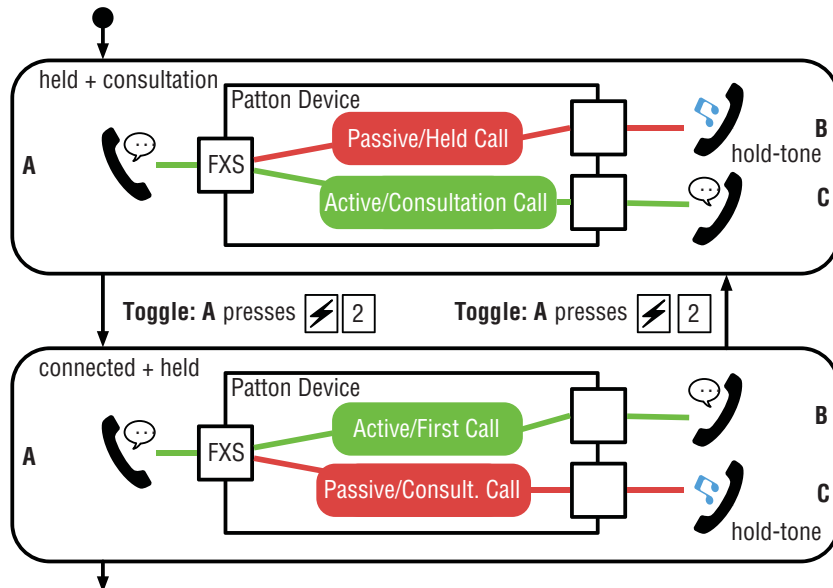 held + consultation
Patton Device
Passive/Held Call
B
hold-tone
A
FXS
Active/Consultation Call
C
Toggle: A presses 2
Toggle: A presses 2
connected + held
Patton Device
Active/First Call
B
A
FXS
Passive/Consult. Call
C
hold-tone